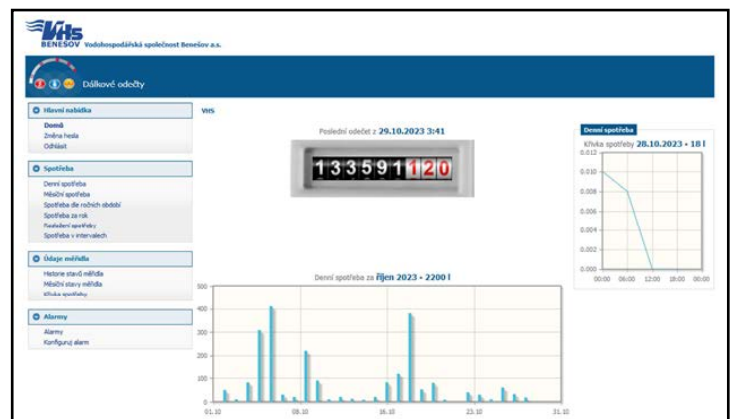 VHS
BENEŠOV Vodohospodářská společnost Benešov a.s.
Dálkové odečty
Hlavní nabídka
Domů
Změna hesla
Odhlásit
Spotřeba
Denní spotřeba
Měsíční spotřeba
Spotřeba dle ročních období
Spotřeba za rok
Rozložení spotřeby
Spotřeba v intervalech
Údaje měřidla
Historie stavů měřidla
Měsíční stavy měřidla
Křivka spotřeby
Alarmy
Alarmy
Konfiguruj alarm
VHS
Poslední odečet z 29.10.2023 3:41
133591120
Denní spotřeba
Křivka spotřeby 28.10.2023 • 18 l
0.012
0.010
0.008
0.006
0.004
0.002
0.000
00:00 06:00 12:00 18:00 00:00
Denní spotřeba za říjen 2023 • 2200 l
500
400
300
200
100
0
01.10 08.10 16.10 23.10 31.10